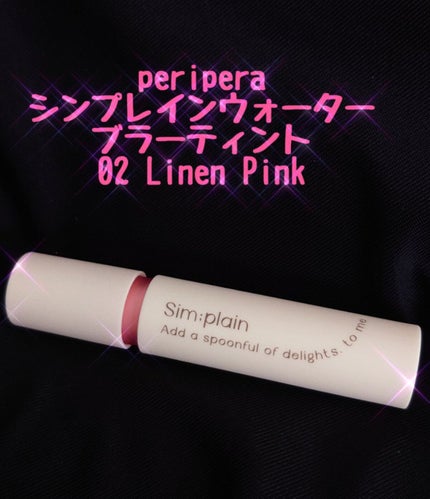 peripera
シンプレインウォーター
ブラーティント
02 Linen Pink
Sim;plain
Add a spoonful of delights. to me